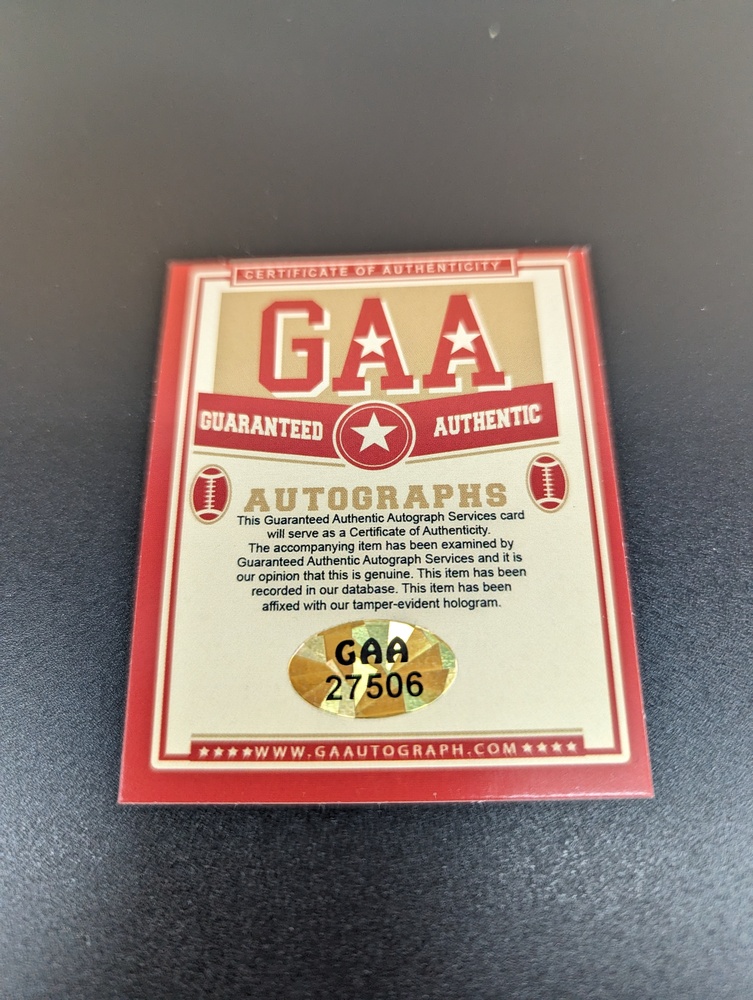 CERTIFICATE OF AUTHENTICITY
GAA
GUARANTEED AUTHENTIC
AUTOGRAPHS
This Guaranteed Authentic Autograph Services card
will serve as a Certificate of Authenticity.
The accompanying item has been examined by
Guaranteed Authentic Autograph Services and it is
our opinion that this is genuine. This item has been
recorded in our database. This item has been
affixed with our tamper-evident hologram.
GAA
27506
WWW.GAAUTOGRAPH.COM